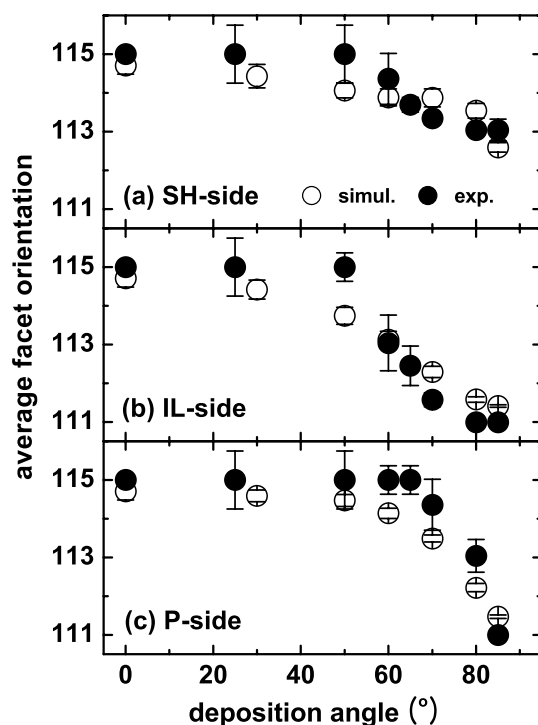 average facet orientation
115
113
111
(a) SH-side
simul.
exp.
115
113
111
(b) IL-side
115
113
111
(c) P-side
0 20 40 60 80
deposition angle (°)